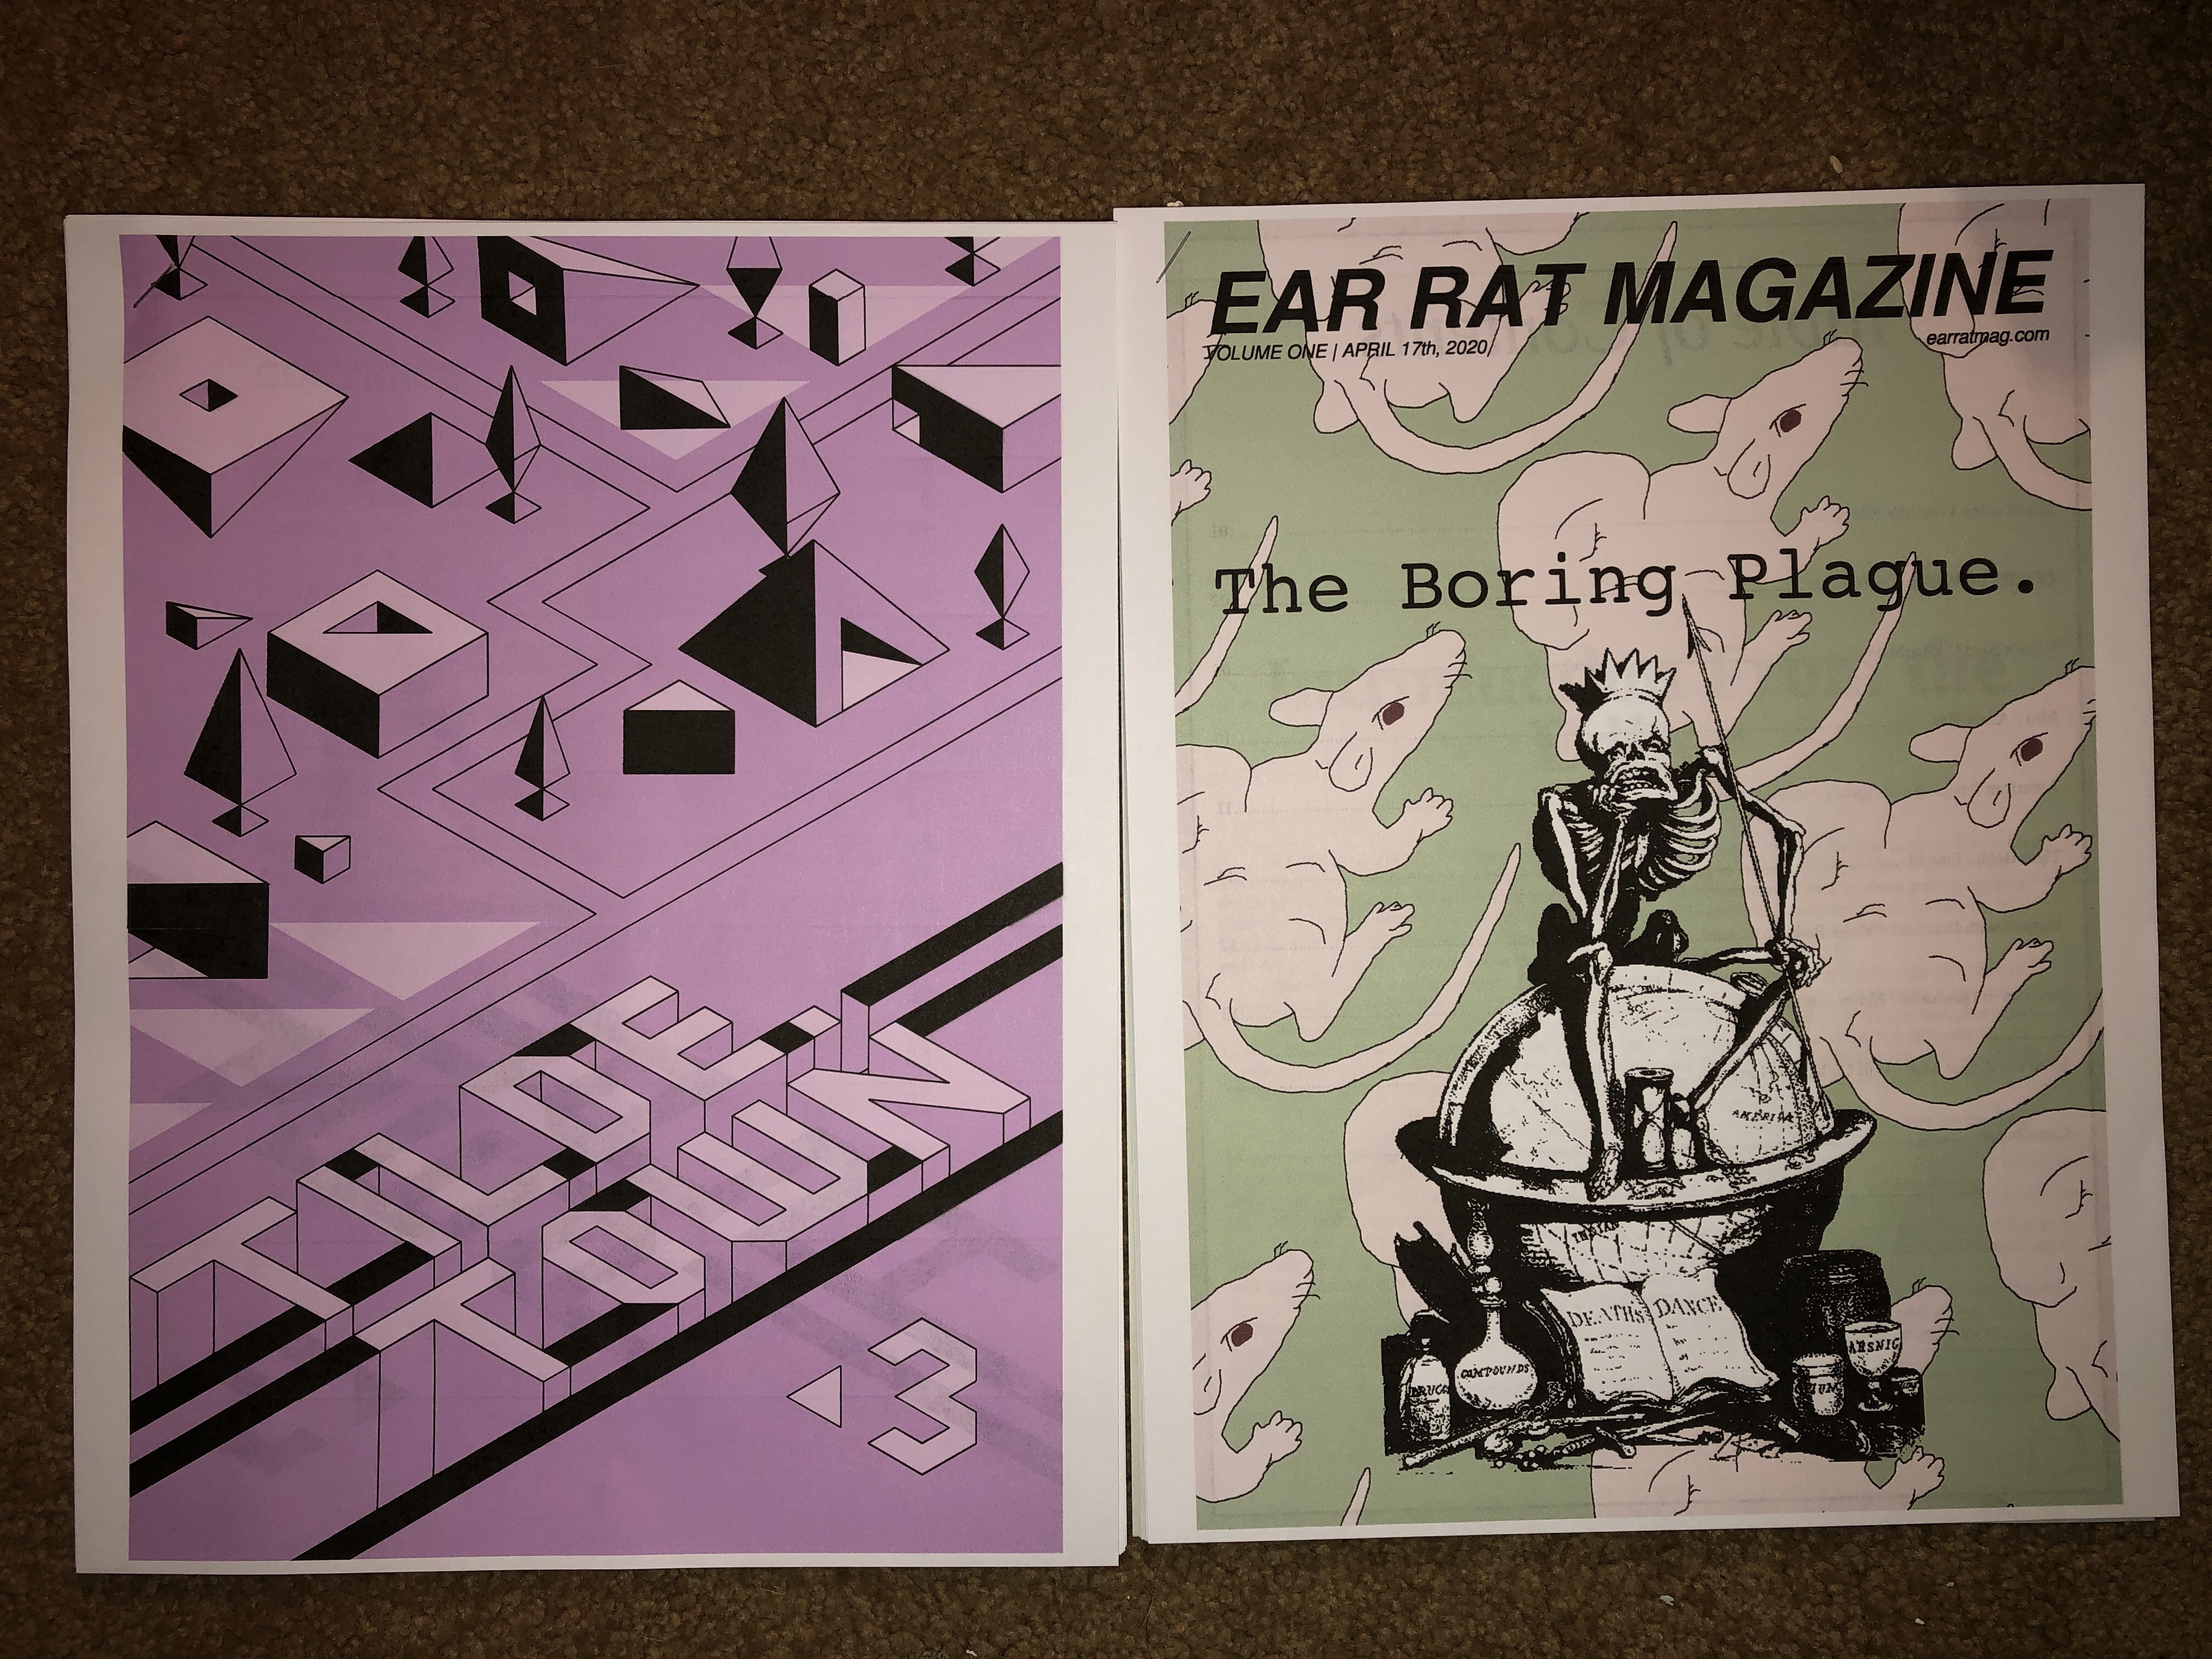 TILDE
TOWN
<3
EAR RAT MAGAZINE
VOLUME ONE | APRIL 17th, 2020
earratmag.com
The Boring Plague.
AMERICA
DEATHS DANCE
DRUGS
COMPOUNDS
ARSNIC